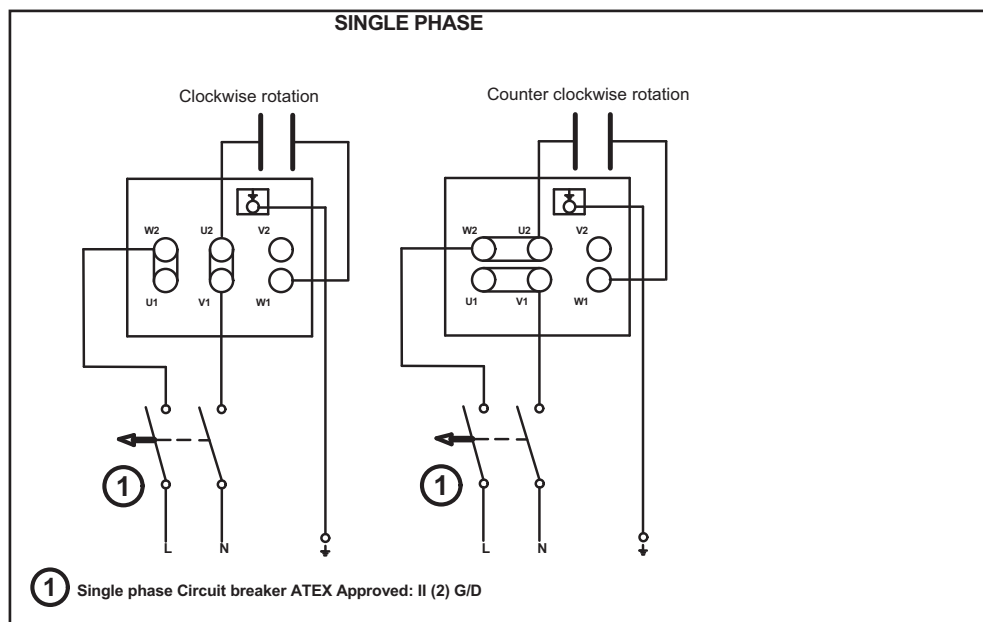 SINGLE PHASE
Clockwise rotation
Counter clockwise rotation
W2 U2 V2
U1 V1 W1
W2 U2 V2
U1 V1 W1
1
1
L N
L N
1 Single phase Circuit breaker ATEX Approved: II (2) G/D